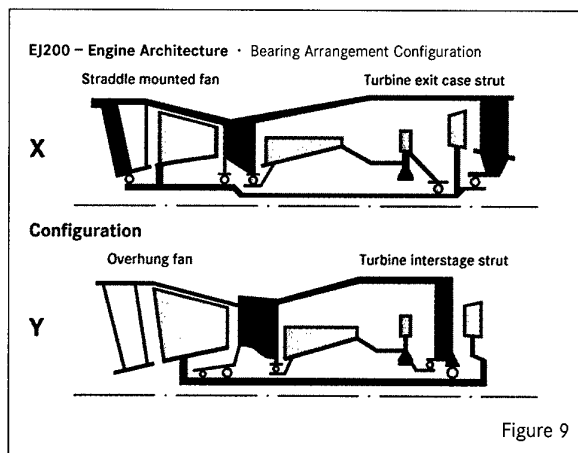 EJ200 – Engine Architecture · Bearing Arrangement Configuration
Straddle mounted fan Turbine exit case strut
X
Configuration
Overhung fan Turbine interstage strut
Y
Figure 9